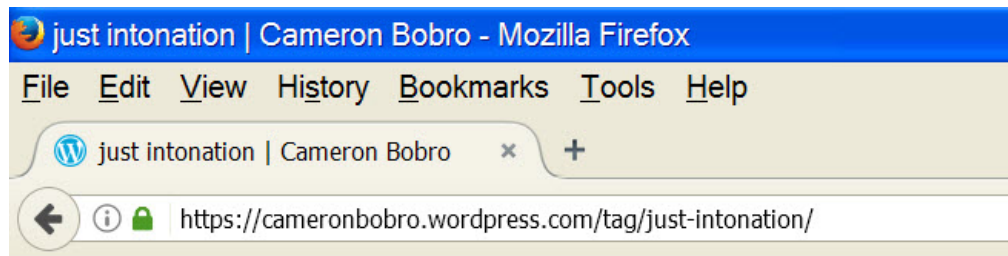 just intonation | Cameron Bobro - Mozilla Firefox
File Edit View History Bookmarks Tools Help
just intonation | Cameron Bobro × +
https://cameronbobro.wordpress.com/tag/just-intonation/